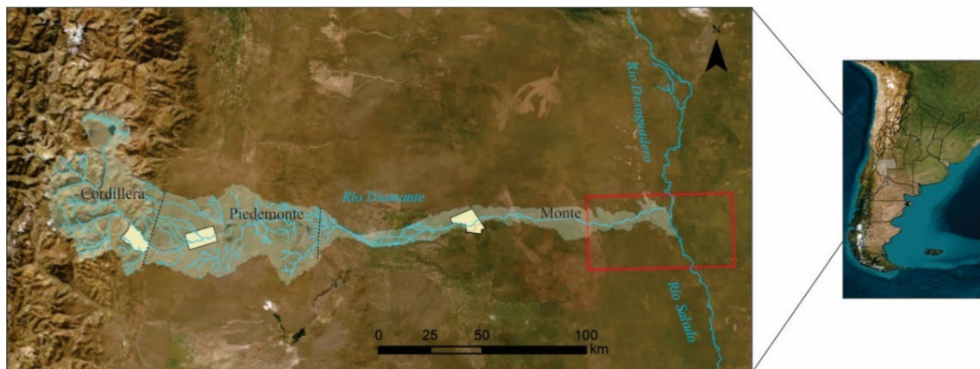 N
Río Desaguadero
Cordillera
Piedemonte
Río Diamante
Monte
Río Salado
0 25 50 100
km